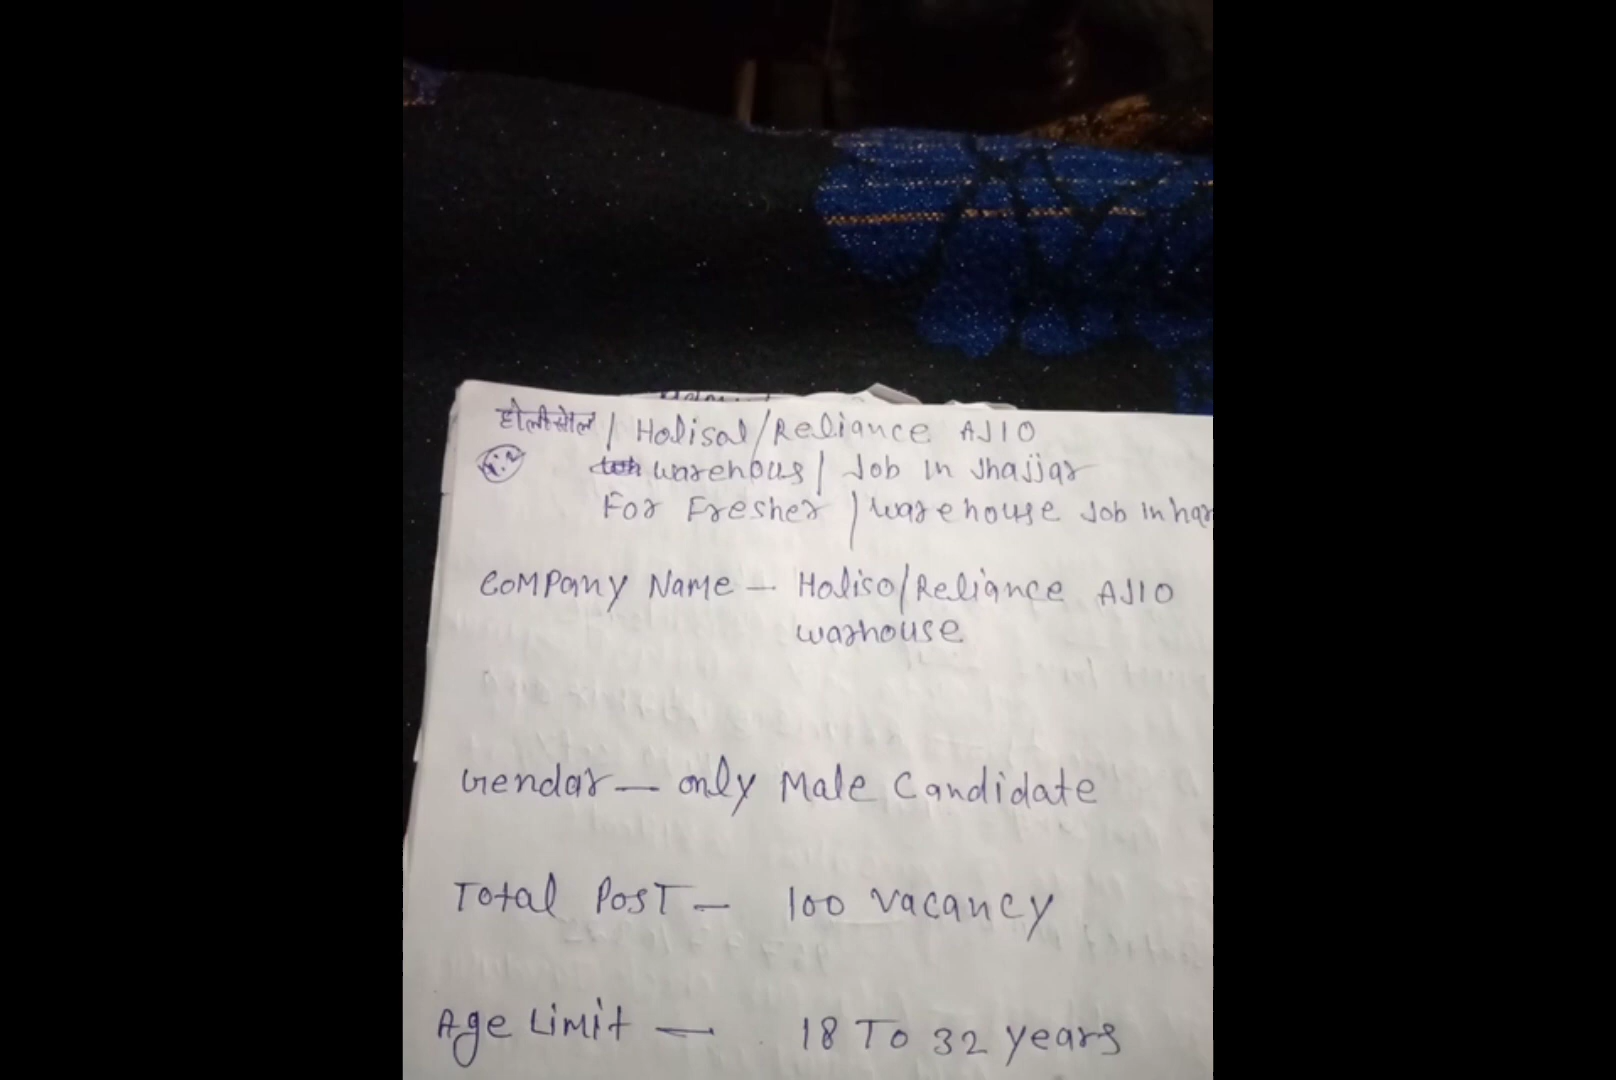 होलीसोल / Holisal/Reliance AJIO
warehous/ Job in Jhajjar
For Fresher / warehouse Job in har
Company Name - Holiso/Reliance AJIO
warhouse
Gendar - only Male Candidate
Total Post - 100 vacancy
Age Limit - 18 To 32 years